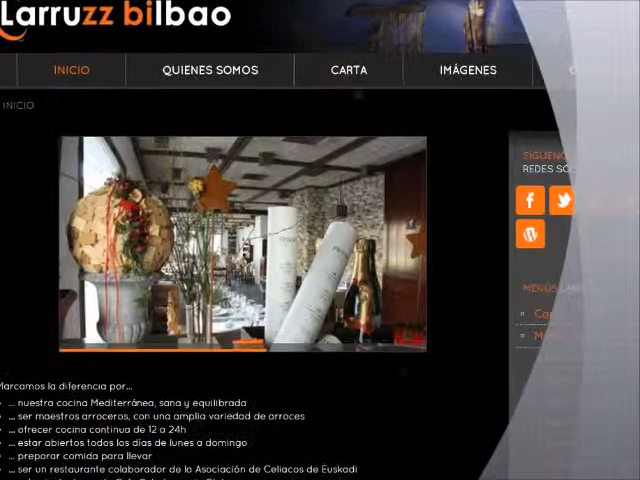 Larruzz bilbao
INICIO QUIENES SOMOS CARTA IMÁGENES
INICIO
REDES
MENÚS
Marcamos la diferencia por...
... nuestra cocina Mediterránea, sana y equilibrada
... ser maestros arroceros, con una amplia variedad de arroces
... ofrecer cocina continua de 12 a 24h
... estar abiertos todos los días de lunes a domingo
... preparar comida para llevar
... ser un restaurante colaborador de la Asociación de Celiacos de Euskadi